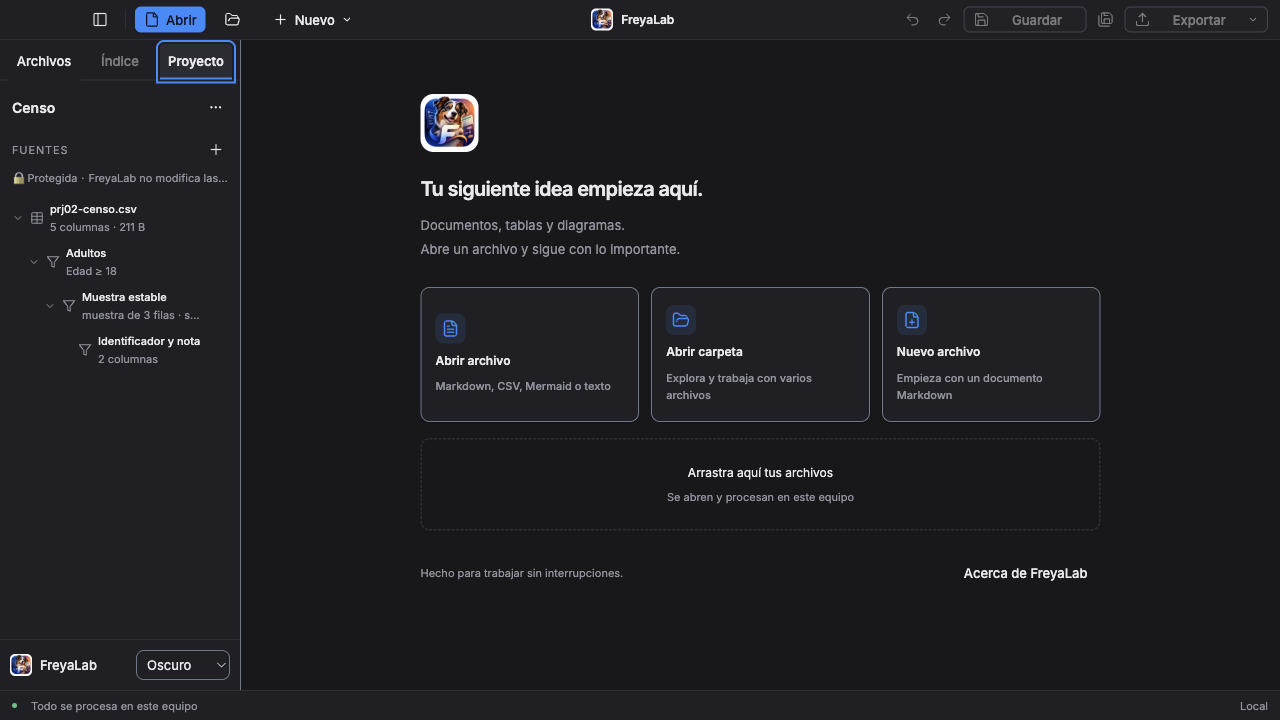 Abrir
Nuevo
FreyaLab
Guardar
Exportar
Archivos
Índice
Proyecto
Censo
FUENTES
Protegida · FreyaLab no modifica las...
prj02-censo.csv
5 columnas · 211 B
Adultos
Edad ≥ 18
Muestra estable
muestra de 3 filas · s...
Identificador y nota
2 columnas
Tu siguiente idea empieza aquí.
Documentos, tablas y diagramas.
Abre un archivo y sigue con lo importante.
Abrir archivo
Markdown, CSV, Mermaid o texto
Abrir carpeta
Explora y trabaja con varios
archivos
Nuevo archivo
Empieza con un documento
Markdown
Arrastra aquí tus archivos
Se abren y procesan en este equipo
Hecho para trabajar sin interrupciones.
Acerca de FreyaLab
FreyaLab
Oscuro
Todo se procesa en este equipo
Local